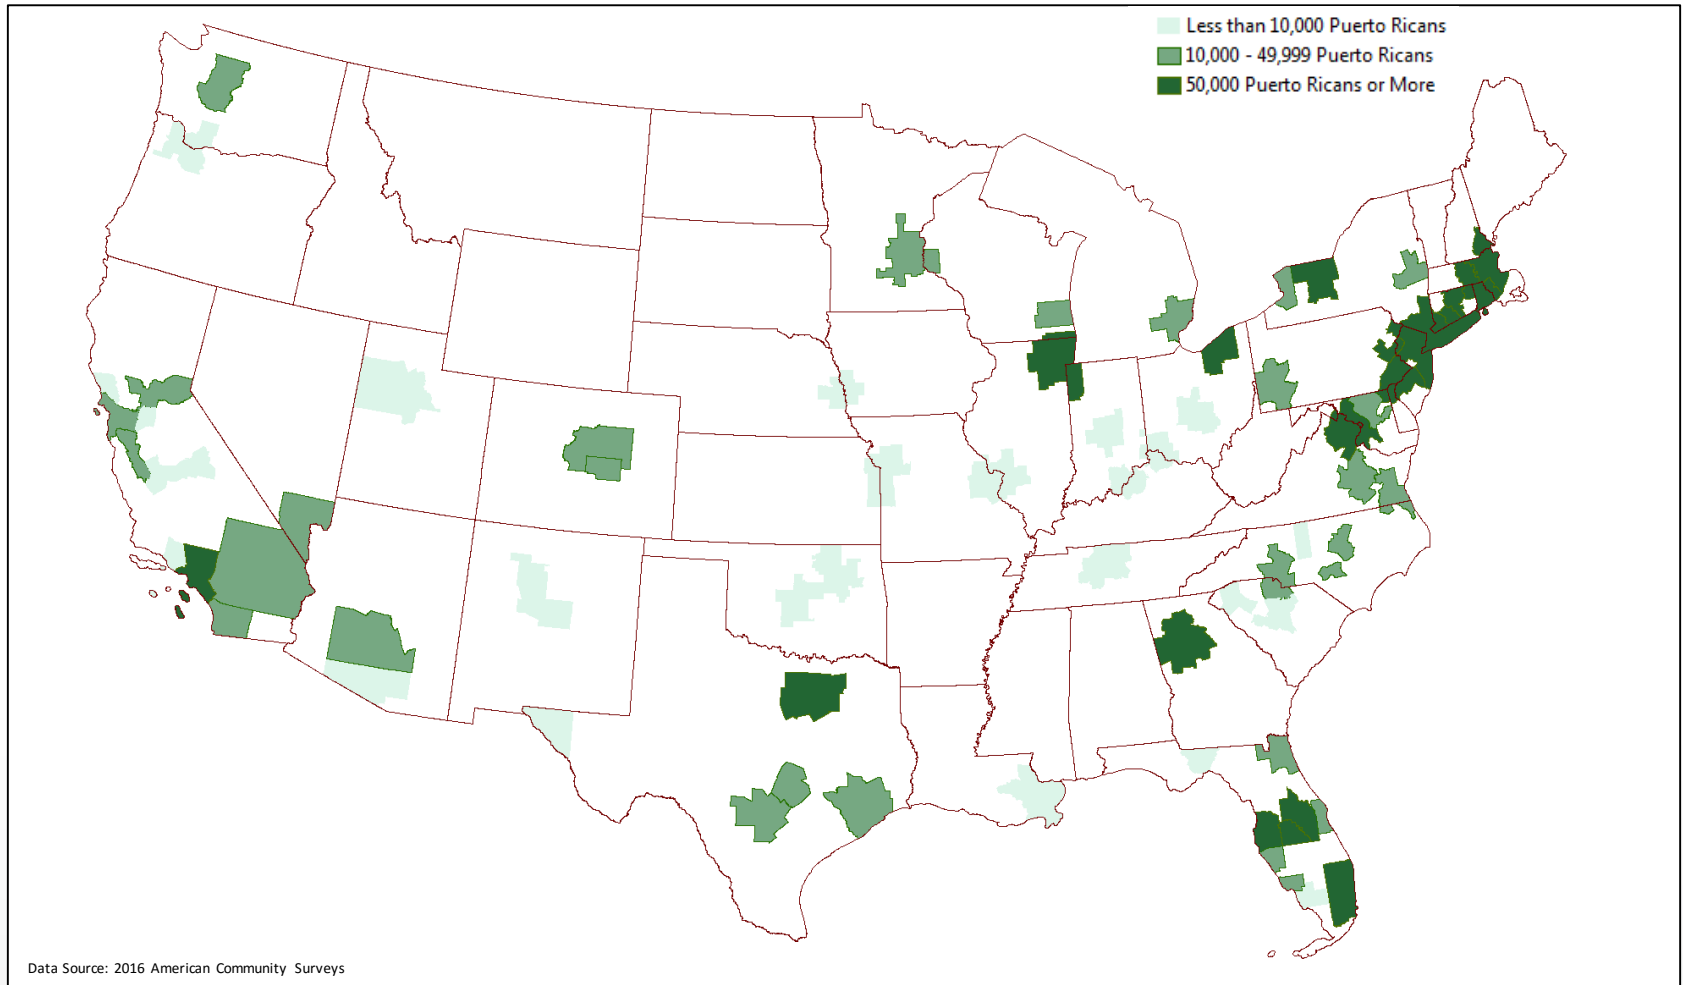 Less than 10,000 Puerto Ricans
10,000 - 49,999 Puerto Ricans
50,000 Puerto Ricans or More
Data Source: 2016 American Community Surveys